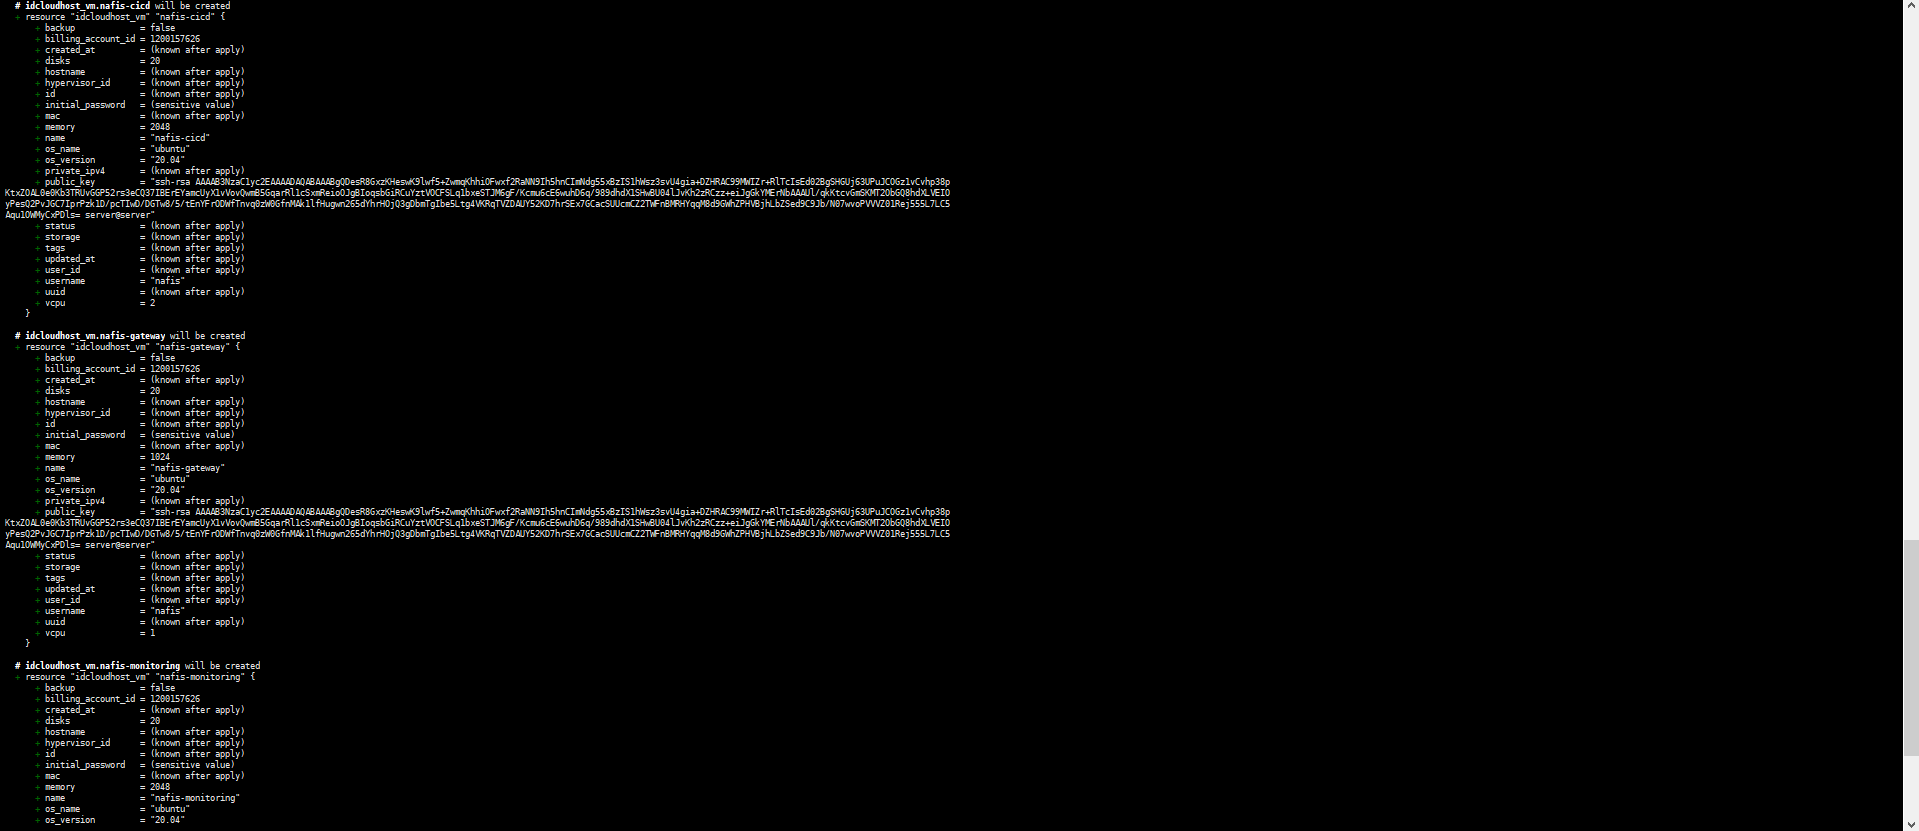 # idcloudhost_vm.nafis-cicd will be created
+ resource "idcloudhost_vm" "nafis-cicd" {
+ backup = false
+ billing_account_id = 1200157626
+ created_at = (known after apply)
+ disks = 20
+ hostname = (known after apply)
+ hypervisor_id = (known after apply)
+ id = (known after apply)
+ initial_password = (sensitive value)
+ mac = (known after apply)
+ memory = 2048
+ name = "nafis-cicd"
+ os_name = "ubuntu"
+ os_version = "20.04"
+ private_ipv4 = (known after apply)
+ public_key = "ssh-rsa
server@server"
+ status = (known after apply)
+ storage = (known after apply)
+ tags = (known after apply)
+ updated_at = (known after apply)
+ user_id = (known after apply)
+ username = "nafis"
+ uuid = (known after apply)
+ vcpu = 2
}
# idcloudhost_vm.nafis-gateway will be created
+ resource "idcloudhost_vm" "nafis-gateway" {
+ backup = false
+ billing_account_id = 1200157626
+ created_at = (known after apply)
+ disks = 20
+ hostname = (known after apply)
+ hypervisor_id = (known after apply)
+ id = (known after apply)
+ initial_password = (sensitive value)
+ mac = (known after apply)
+ memory = 1024
+ name = "nafis-gateway"
+ os_name = "ubuntu"
+ os_version = "20.04"
+ private_ipv4 = (known after apply)
+ public_key = "ssh-rsa
server@server"
+ status = (known after apply)
+ storage = (known after apply)
+ tags = (known after apply)
+ updated_at = (known after apply)
+ user_id = (known after apply)
+ username = "nafis"
+ uuid = (known after apply)
+ vcpu = 1
}
# idcloudhost_vm.nafis-monitoring will be created
+ resource "idcloudhost_vm" "nafis-monitoring" {
+ backup = false
+ billing_account_id = 1200157626
+ created_at = (known after apply)
+ disks = 20
+ hostname = (known after apply)
+ hypervisor_id = (known after apply)
+ id = (known after apply)
+ initial_password = (sensitive value)
+ mac = (known after apply)
+ memory = 2048
+ name = "nafis-monitoring"
+ os_name = "ubuntu"
+ os_version = "20.04"